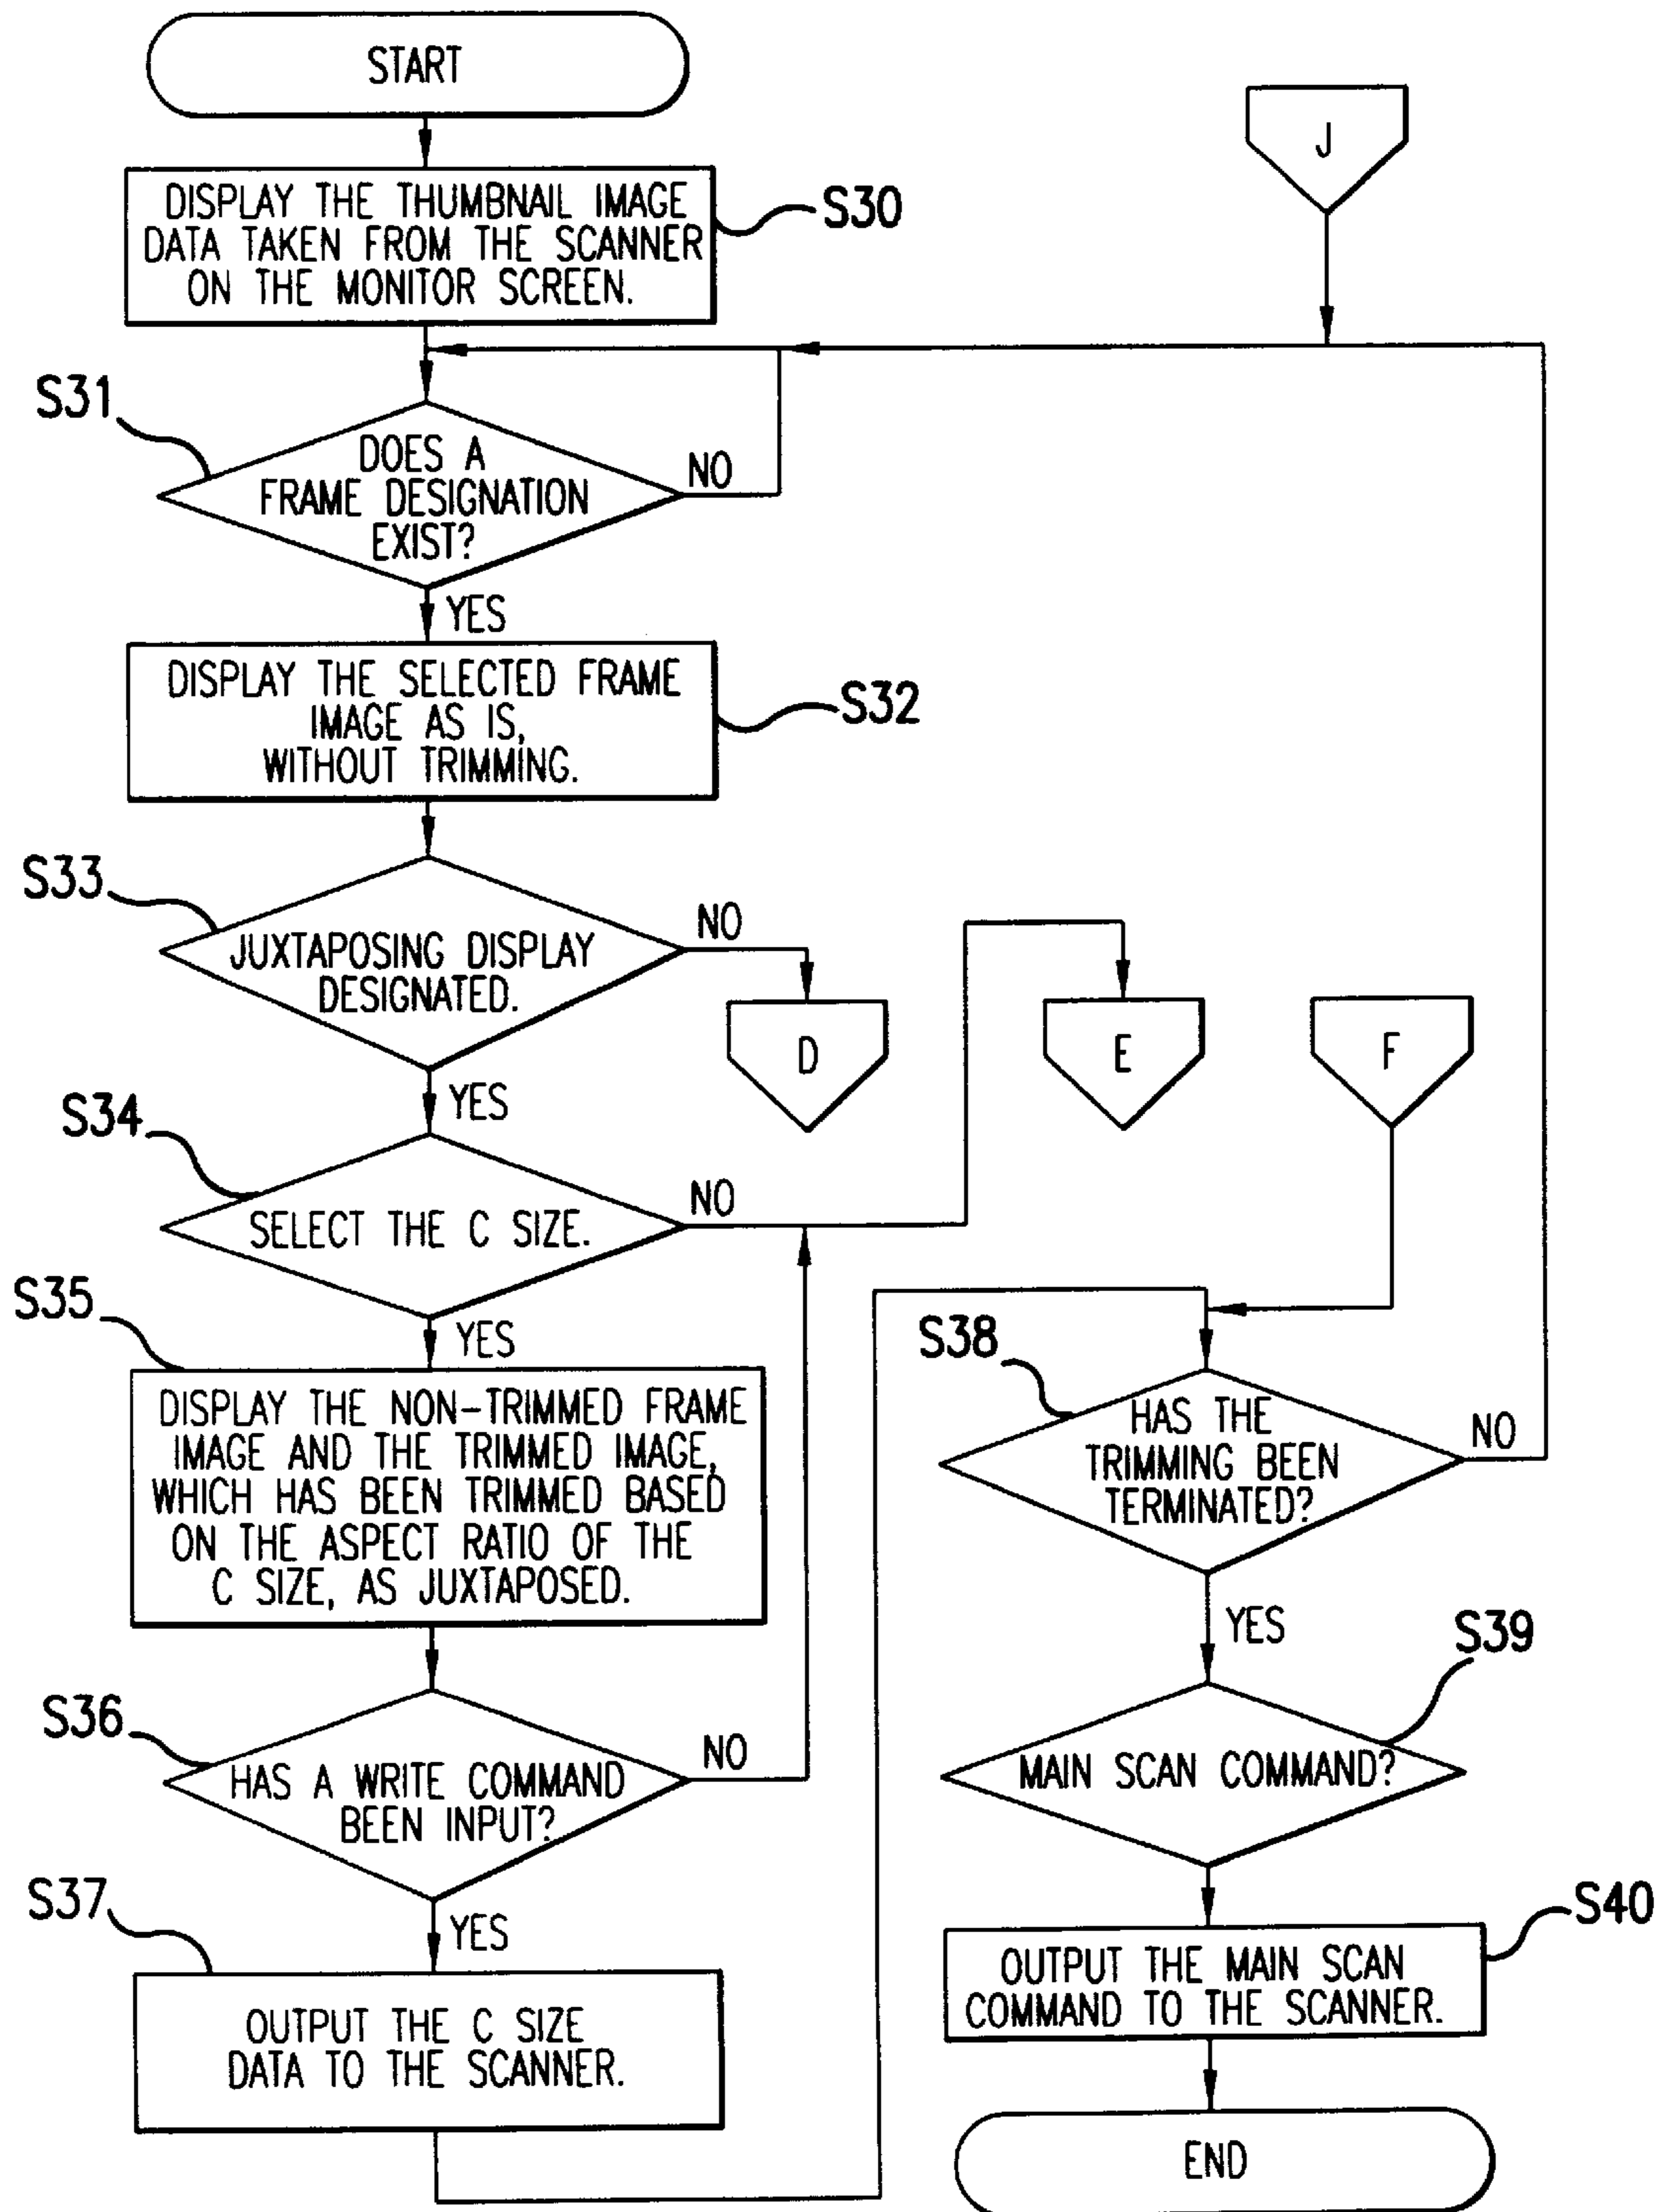 START
J
DISPLAY THE THUMBNAIL IMAGE
DATA TAKEN FROM THE SCANNER
ON THE MONITOR SCREEN.
S30
S31
DOES A
FRAME DESIGNATION
EXIST?
NO
YES
DISPLAY THE SELECTED FRAME
IMAGE AS IS,
WITHOUT TRIMMING.
S32
S33
JUXTAPOSING DISPLAY
DESIGNATED.
NO
D
E
F
YES
S34
SELECT THE C SIZE.
NO
YES
S35
DISPLAY THE NON-TRIMMED FRAME
IMAGE AND THE TRIMMED IMAGE,
WHICH HAS BEEN TRIMMED BASED
ON THE ASPECT RATIO OF THE
C SIZE, AS JUXTAPOSED.
S36
HAS A WRITE COMMAND
BEEN INPUT?
NO
YES
S37
OUTPUT THE C SIZE
DATA TO THE SCANNER.
S38
HAS THE
TRIMMING BEEN
TERMINATED?
NO
YES
S39
MAIN SCAN COMMAND?
S40
OUTPUT THE MAIN SCAN
COMMAND TO THE SCANNER.
END